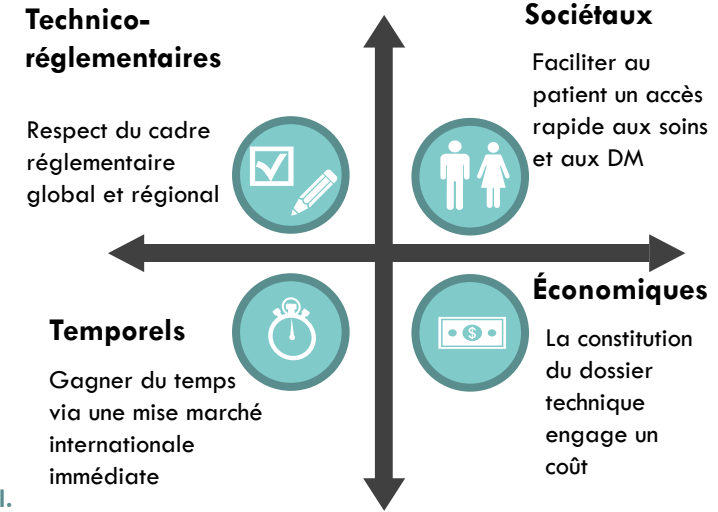 Technico-
réglementaires
Respect du cadre
réglementaire
global et régional
Sociétaux
Faciliter au
patient un accès
rapide aux soins
et aux DM
Temporels
Gagner du temps
via une mise marché
internationale
immédiate
Économiques
La constitution
du dossier
technique
engage un
coût
$
l.